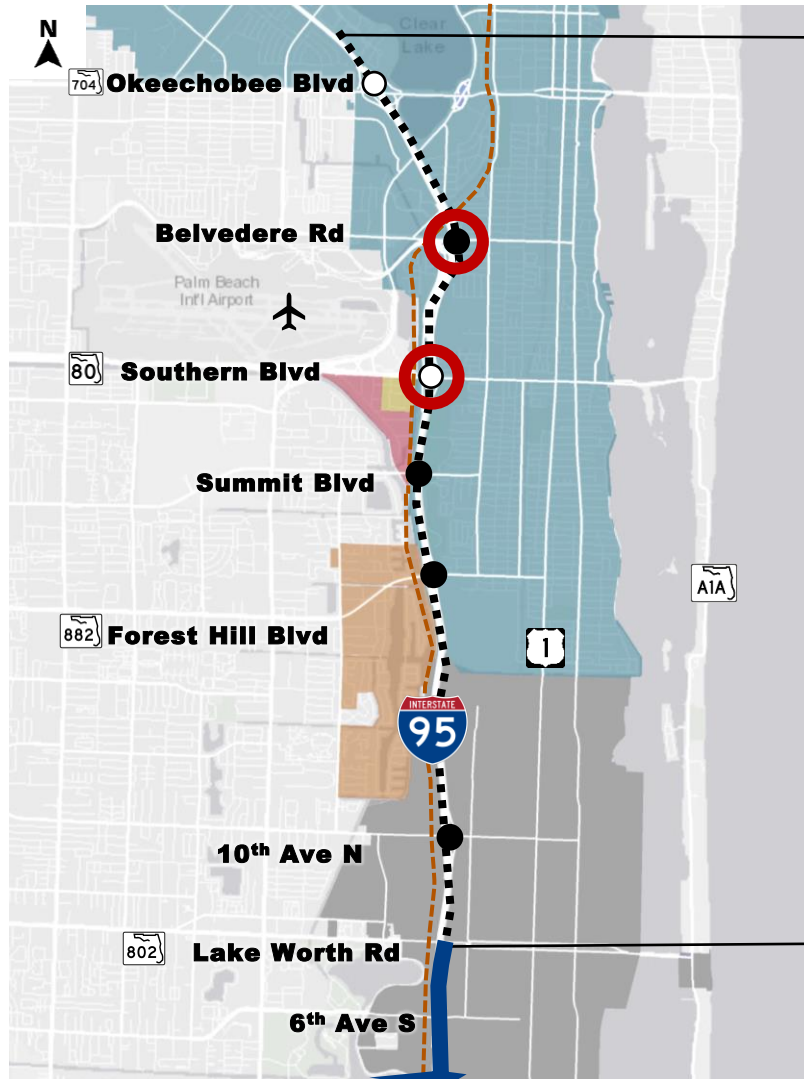 N
Clear
Lake
704
Okeechobee Blvd
Belvedere Rd
Palm Beach
Int'l Airport
80
Southern Blvd
Summit Blvd
A1A
882
Forest Hill Blvd
1
INTERSTATE
95
10th Ave N
802
Lake Worth Rd
6th Ave S